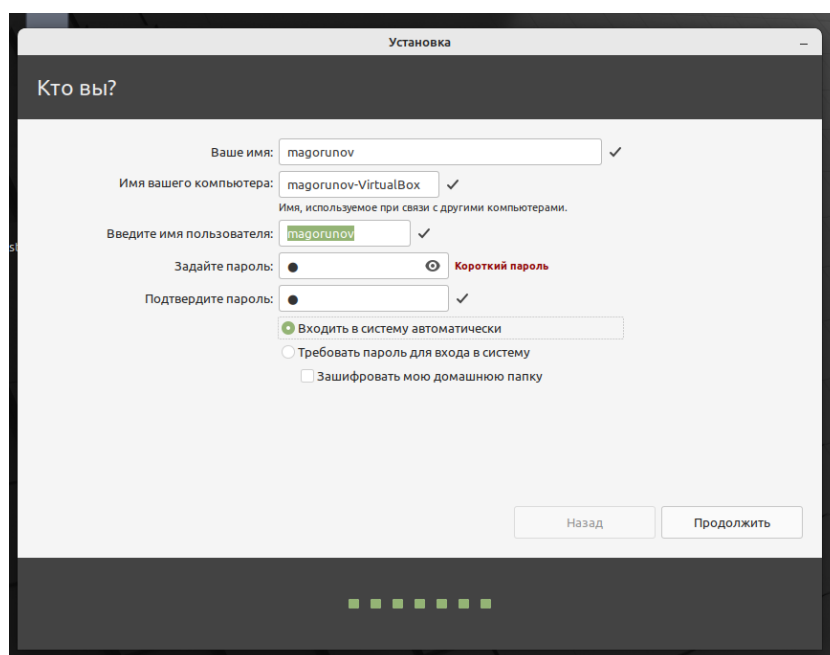 Установка
Кто вы?
Ваше имя: magorunov
Имя вашего компьютера: magorunov-VirtualBox
Имя, используемое при связи с другими компьютерами.
Введите имя пользователя: magorunov
Задайте пароль: ● Короткий пароль
Подтвердите пароль: ●
Входить в систему автоматически
Требовать пароль для входа в систему
Зашифровать мою домашнюю папку
Назад Продолжить